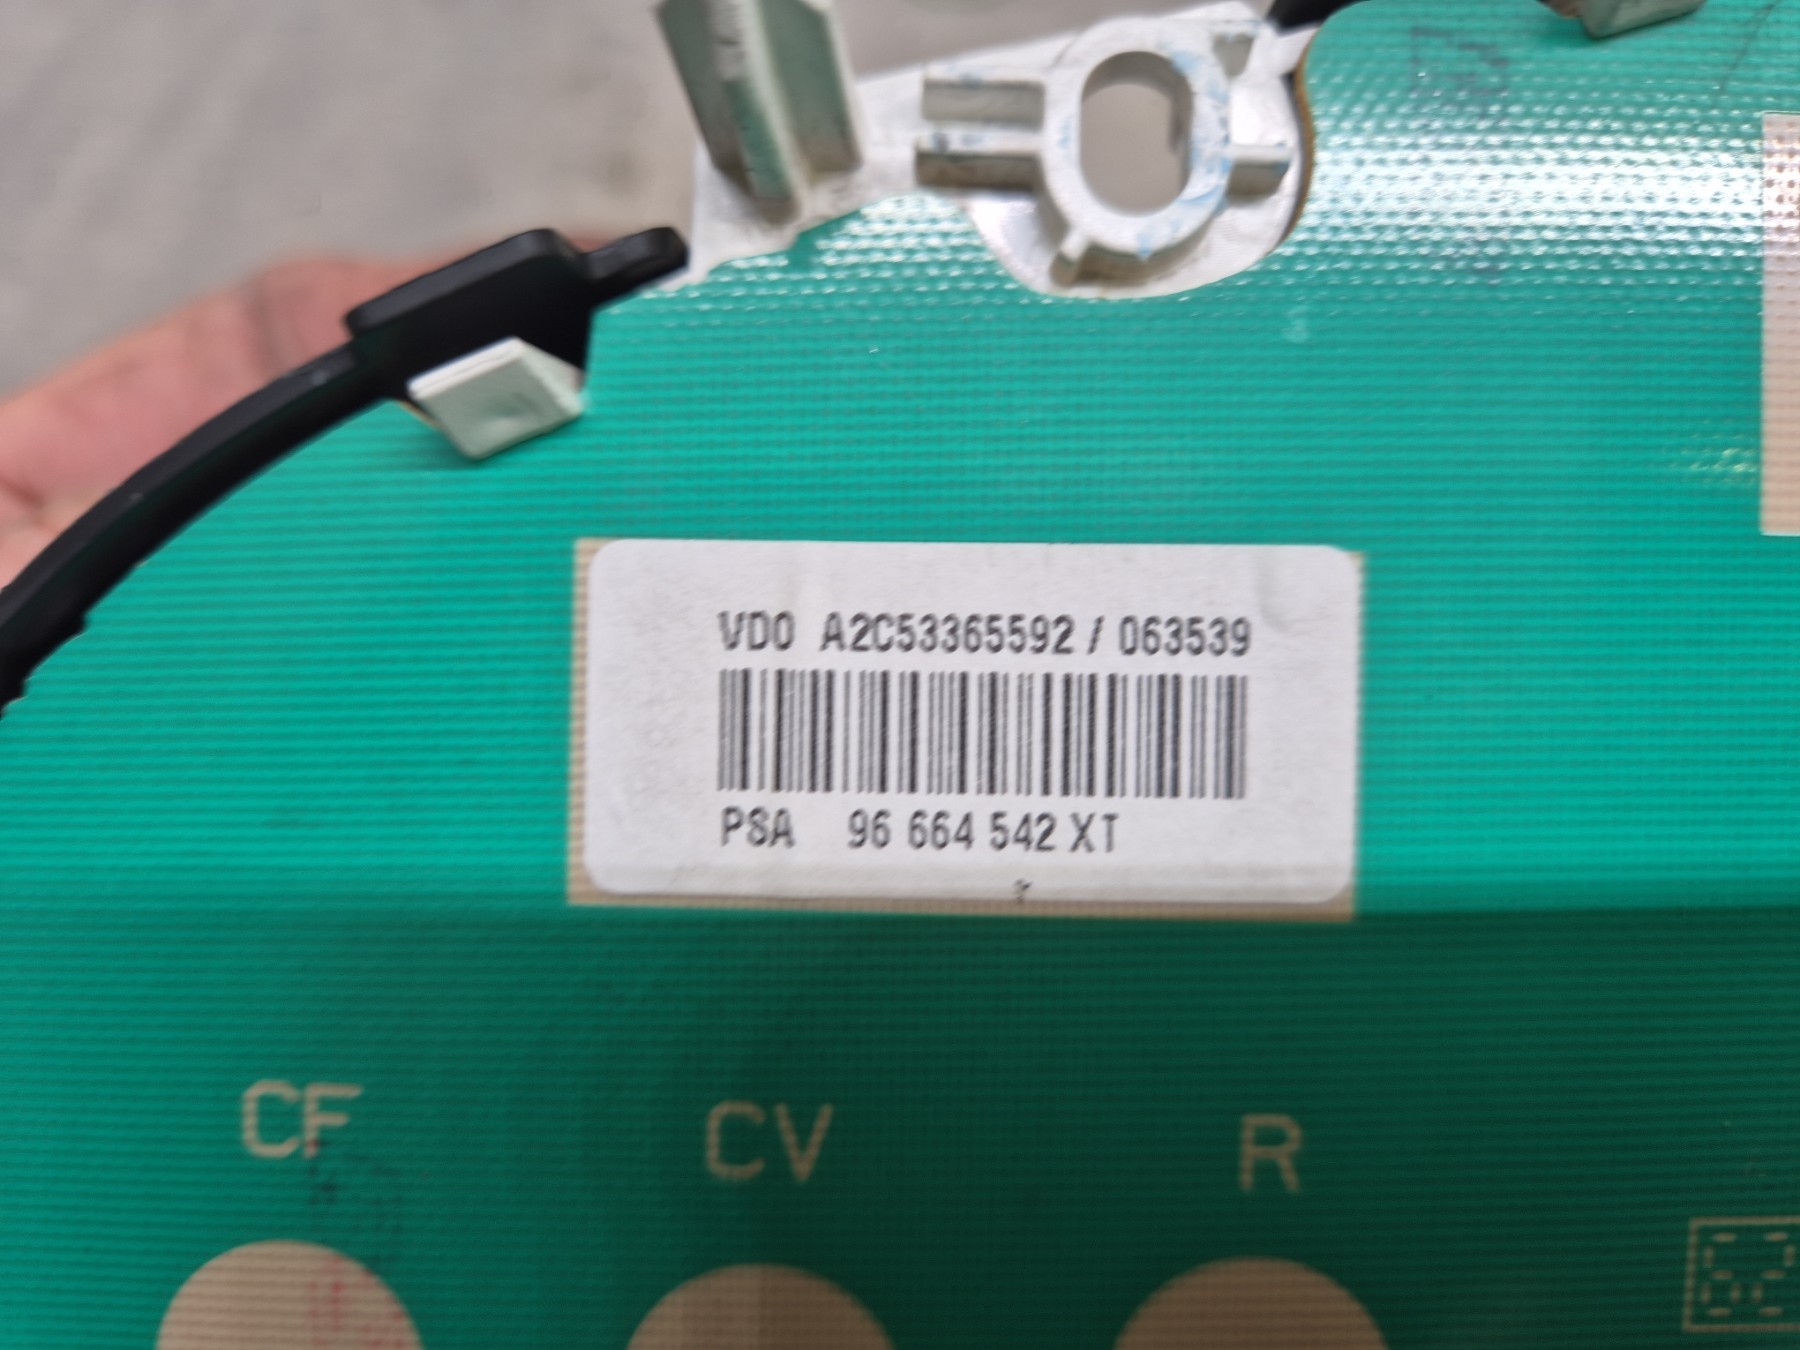 VDO A2C53365592 / 063539
PSA 96 664 542 XT
CF CV R